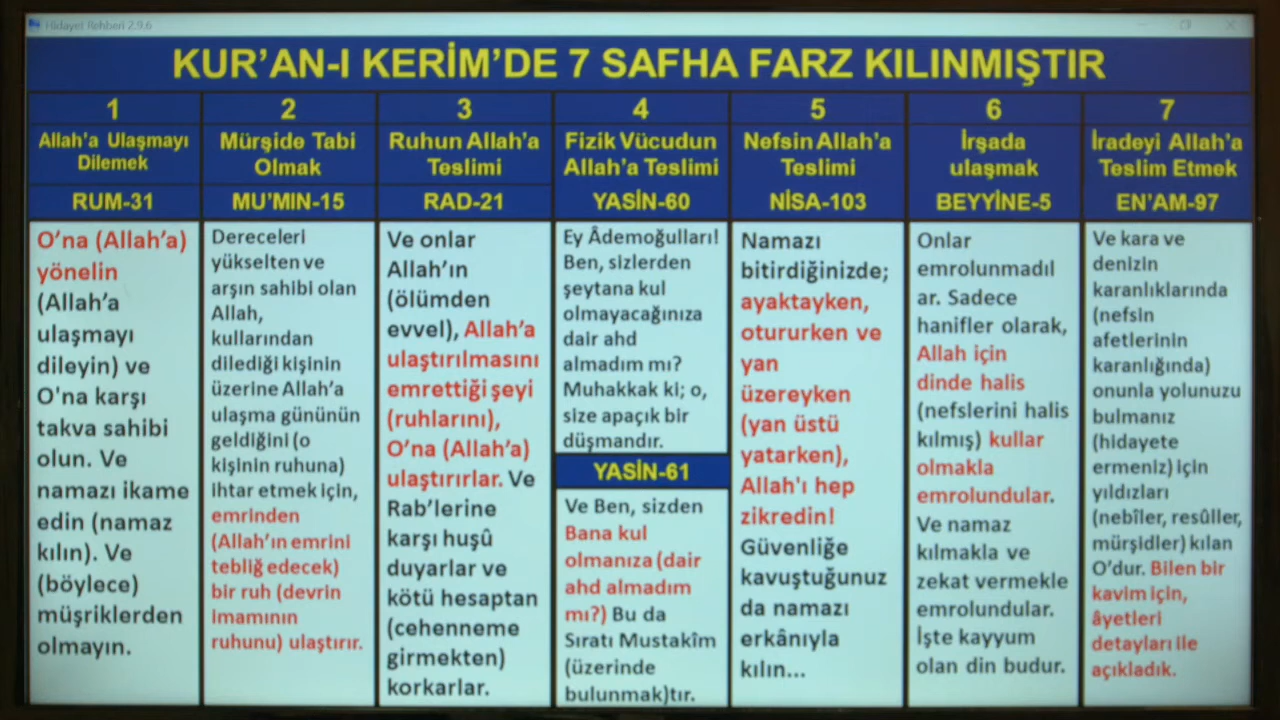 Hidayet Rehberi 2.9.6
KUR’AN-I KERİM’DE 7 SAFHA FARZ KILINMIŞTIR
1
Allah’a Ulaşmayı
Dilemek
RUM-31
O’na (Allah’a)
yönelin
(Allah’a
ulaşmayı
dileyin) ve
O'na karşı
takva sahibi
olun. Ve
namazı ikame
edin (namaz
kılın). Ve
(böylece)
müşriklerden
olmayın.
2
Mürşide Tabi
Olmak
MU’MIN-15
Dereceleri
yükselten ve
arşın sahibi olan
Allah,
kullarından
dilediği kişinin
üzerine Allah’a
ulaşma gününün
geldiğini (o
kişinin ruhuna)
ihtar etmek için,
emrinden
(Allah’ın emrini
tebliğ edecek)
bir ruh (devrin
imamının
ruhunu) ulaştırır.
3
Ruhun Allah’a
Teslimi
RAD-21
Ve onlar
Allah’ın
(ölümden
evvel), Allah’a
ulaştırılmasını
emrettiği şeyi
(ruhlarını),
O’na (Allah’a)
ulaştırırlar. Ve
Rab’lerine
karşı huşû
duyarlar ve
kötü hesaptan
(cehenneme
girmekten)
korkarlar.
4
Fizik Vücudun
Allah’a Teslimi
YASİN-60
Ey Âdemoğulları!
Ben, sizlerden
şeytana kul
olmayacağınıza
dair ahd
almadım mı?
Muhakkak ki; o,
size apaçık bir
düşmandır.
YASİN-61
Ve Ben, sizden
Bana kul
olmanıza (dair
ahd almadım
mı?) Bu da
Sıratı Mustakîm
(üzerinde
bulunmak)tır.
5
Nefsin Allah’a
Teslimi
NİSA-103
Namazı
bitirdiğinizde;
ayaktayken,
otururken ve
yan
üzereyken
(yan üstü
yatarken),
Allah'ı hep
zikredin!
Güvenliğe
kavuştuğunuz
da namazı
erkânıyla
kılın...
6
İrşada
ulaşmak
BEYYİNE-5
Onlar
emrolunmadıl
ar. Sadece
hanifler olarak,
Allah için
dinde halis
(nefslerini halis
kılmış) kullar
olmakla
emrolundular.
Ve namaz
kılmakla ve
zekat vermekle
emrolundular.
İşte kayyum
olan din budur.
7
İradeyi Allah’a
Teslim Etmek
EN’AM-97
Ve kara ve
denizin
karanlıklarında
(nefsin
afetlerinin
karanlığında)
onunla yolunuzu
bulmanız
(hidayete
ermeniz) için
yıldızları
(nebîler, resûller,
mürşidler) kılan
O’dur. Bilen bir
kavim için,
âyetleri
detayları ile
açıkladık.